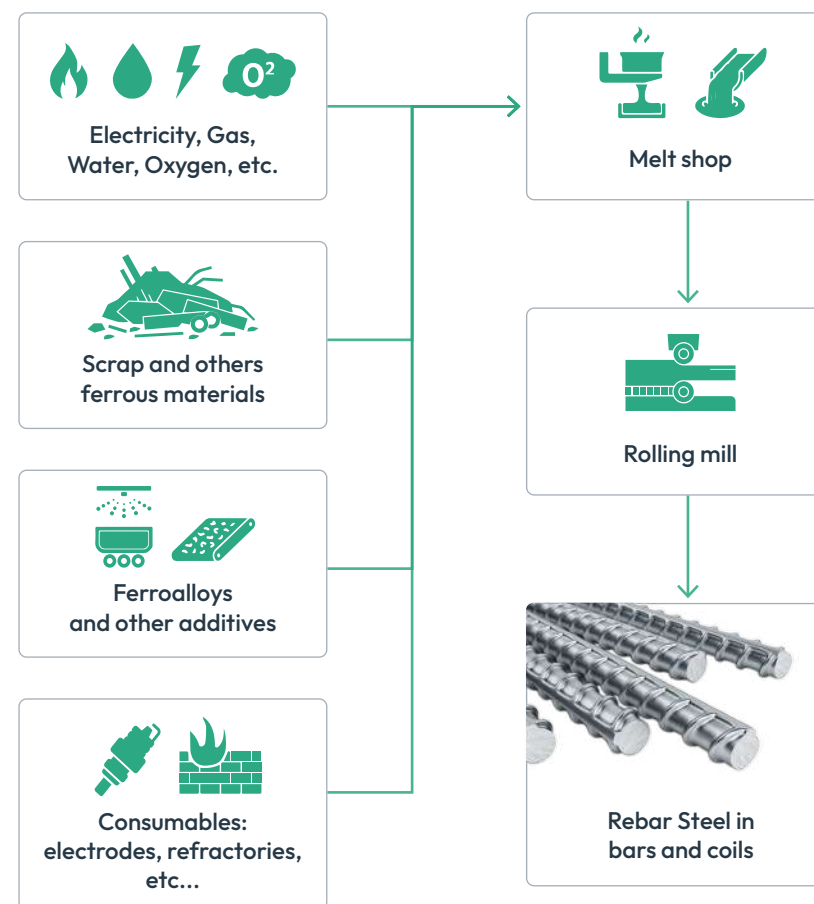 O²
Electricity, Gas,
Water, Oxygen, etc.
Scrap and others
ferrous materials
Ferroalloys
and other additives
Consumables:
electrodes, refractories,
etc...
Melt shop
Rolling mill
Rebar Steel in
bars and coils